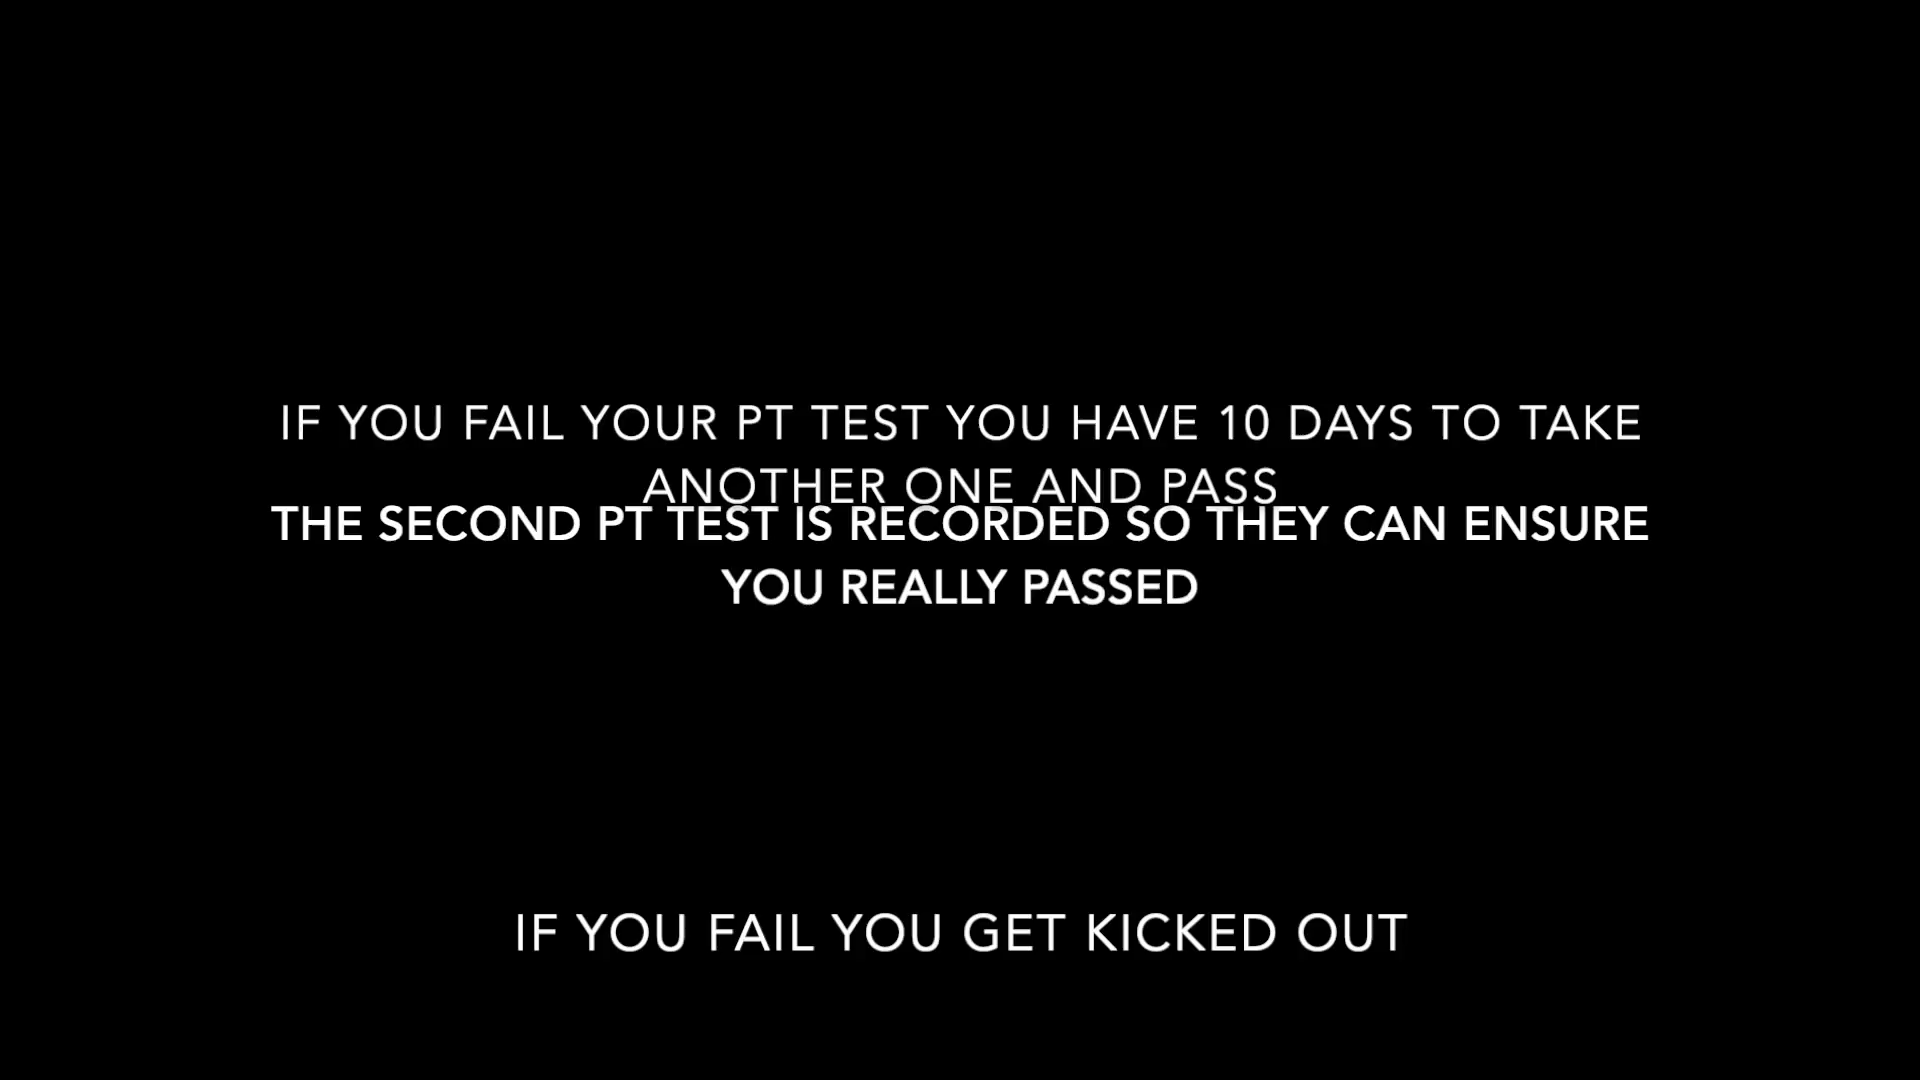 IF YOU FAIL YOUR PT TEST YOU HAVE 10 DAYS TO TAKE
ANOTHER ONE AND PASS
THE SECOND PT TEST IS RECORDED SO THEY CAN ENSURE
YOU REALLY PASSED
IF YOU FAIL YOU GET KICKED OUT